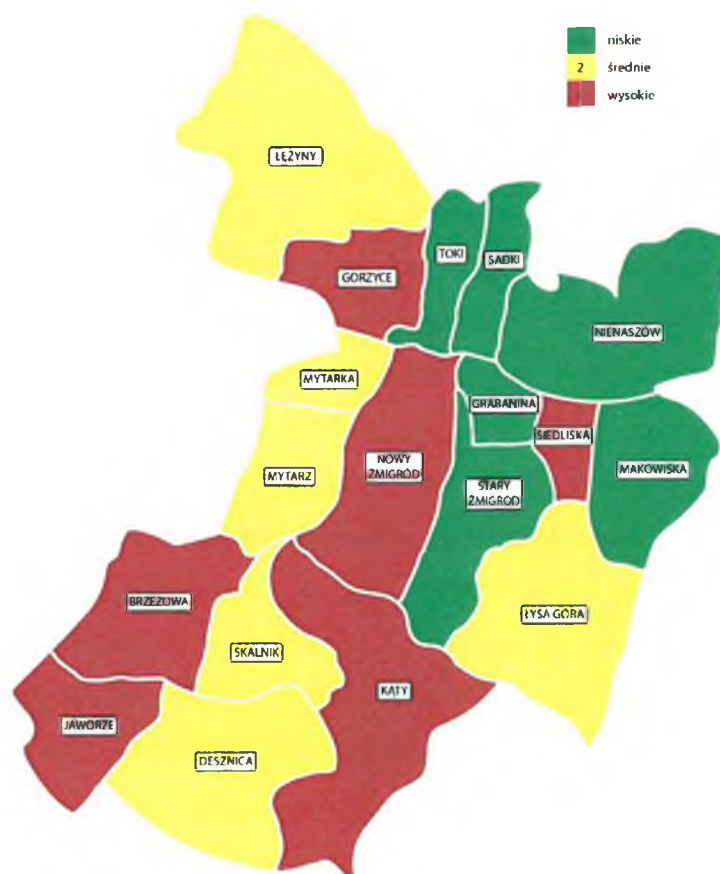 niskie
2 średnie
wysokie
ŁĘŻYNY
TOKI
SADKI
GORZYCE
NIENASZÓW
MYTARKA
GRABANINA
SIEDLISKA
NOWY
ŻMIGRÓD
MYTARZ
STARY
ŻMIGRÓD
MAKOWISKA
BRZEZOWA
ŁYSA GÓRA
SKALNIK
KĄTY
JAWORZE
DESZNICA